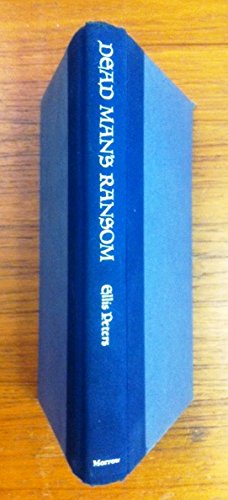 DEAD MAN'S RANSOM
Ellis Peters
Morrow